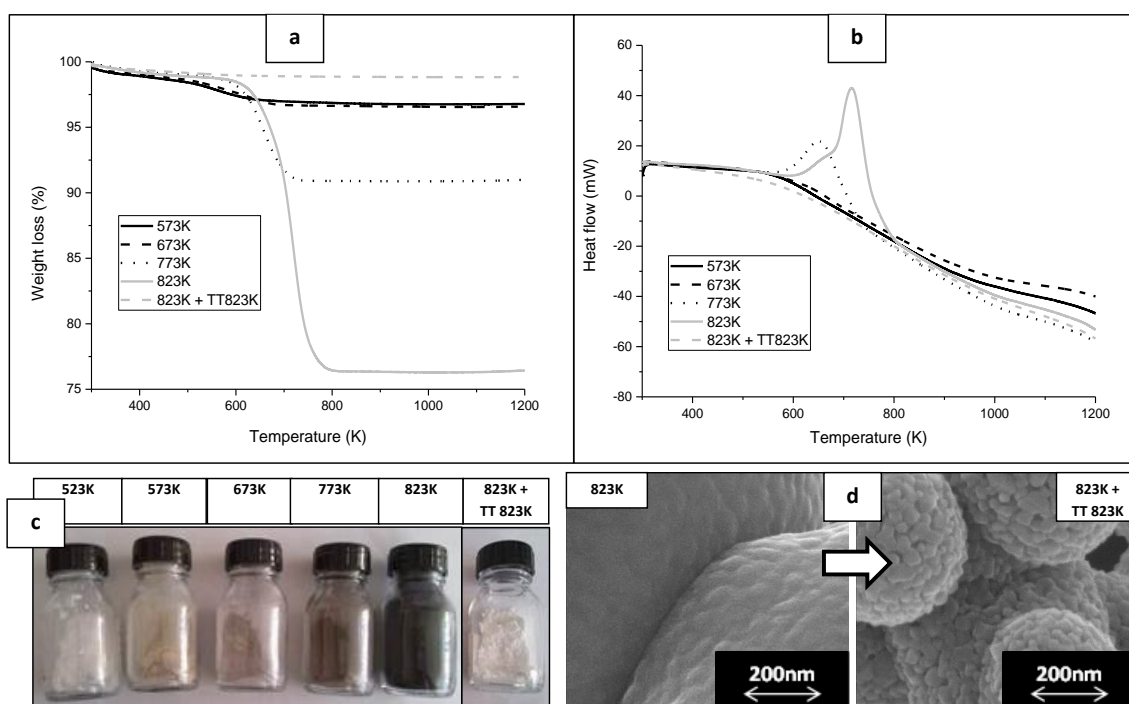 a
100
95
90
85
80
75
400
600
800
1000
1200
Weight loss (%)
Temperature (K)
573K
673K
773K
823K
823K + TT823K
b
60
40
20
0
-20
-40
-60
-80
400
600
800
1000
1200
Heat flow (mW)
Temperature (K)
573K
673K
773K
823K
823K + TT823K
c
523K
573K
673K
773K
823K
823K +
TT 823K
d
823K
823K +
TT 823K
200nm
200nm